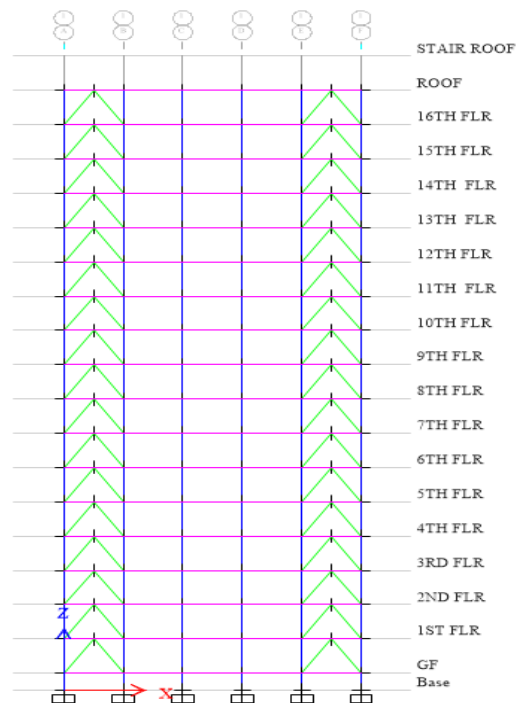 A B C D E F
STAIR ROOF
ROOF
16TH FLR
15TH FLR
14TH FLR
13TH FLR
12TH FLR
11TH FLR
10TH FLR
9TH FLR
8TH FLR
7TH FLR
6TH FLR
5TH FLR
4TH FLR
3RD FLR
2ND FLR
Z
1ST FLR
GF
Base
X